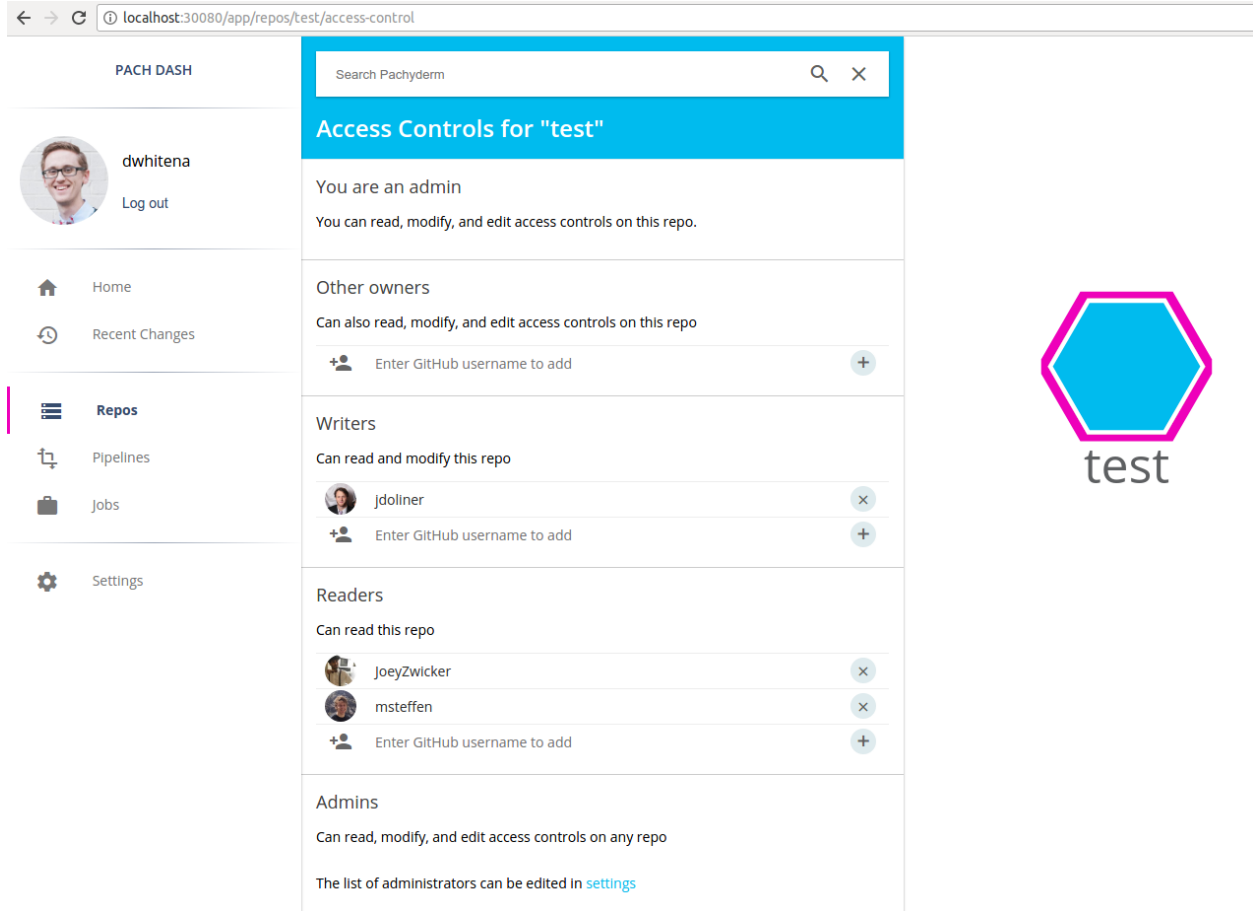 localhost:30080/app/repos/test/access-control
PACH DASH
dwhitena
Log out
Home
Recent Changes
Repos
Pipelines
Jobs
Settings
Search Pachyderm
Access Controls for "test"
You are an admin
You can read, modify, and edit access controls on this repo.
Other owners
Can also read, modify, and edit access controls on this repo
Enter GitHub username to add
Writers
Can read and modify this repo
jdoliner
Enter GitHub username to add
Readers
Can read this repo
JoeyZwicker
msteffen
Enter GitHub username to add
Admins
Can read, modify, and edit access controls on any repo
The list of administrators can be edited in settings
test